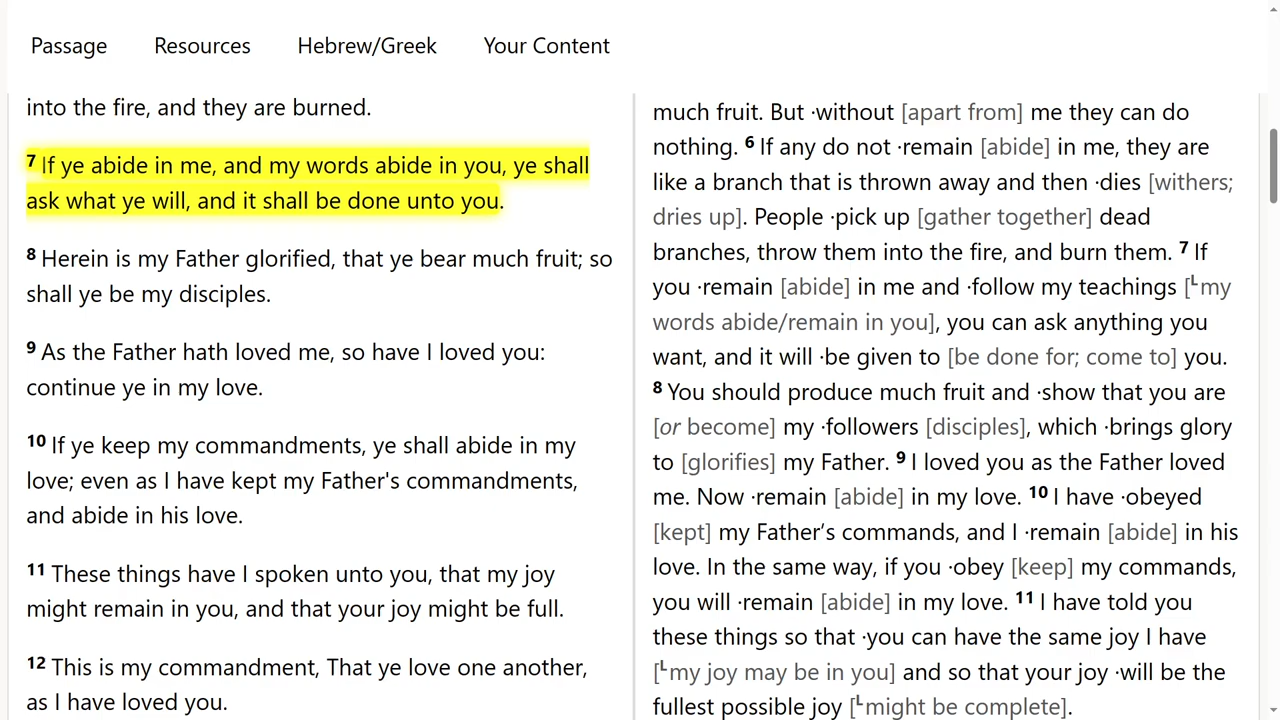 Passage Resources Hebrew/Greek Your Content
into the fire, and they are burned.
7 If ye abide in me, and my words abide in you, ye shall
ask what ye will, and it shall be done unto you.
8 Herein is my Father glorified, that ye bear much fruit; so
shall ye be my disciples.
9 As the Father hath loved me, so have I loved you:
continue ye in my love.
10 If ye keep my commandments, ye shall abide in my
love; even as I have kept my Father's commandments,
and abide in his love.
11 These things have I spoken unto you, that my joy
might remain in you, and that your joy might be full.
12 This is my commandment, That ye love one another,
as I have loved you.
much fruit. But ·without [apart from] me they can do
nothing. 6 If any do not ·remain [abide] in me, they are
like a branch that is thrown away and then ·dies [withers;
dries up]. People ·pick up [gather together] dead
branches, throw them into the fire, and burn them. 7 If
you ·remain [abide] in me and ·follow my teachings [Lmy
words abide/remain in you], you can ask anything you
want, and it will ·be given to [be done for; come to] you.
8 You should produce much fruit and ·show that you are
[or become] my ·followers [disciples], which ·brings glory
to [glorifies] my Father. 9 I loved you as the Father loved
me. Now ·remain [abide] in my love. 10 I have ·obeyed
[kept] my Father’s commands, and I ·remain [abide] in his
love. In the same way, if you ·obey [keep] my commands,
you will ·remain [abide] in my love. 11 I have told you
these things so that ·you can have the same joy I have
[Lmy joy may be in you] and so that your joy ·will be the
fullest possible joy [Lmight be complete].